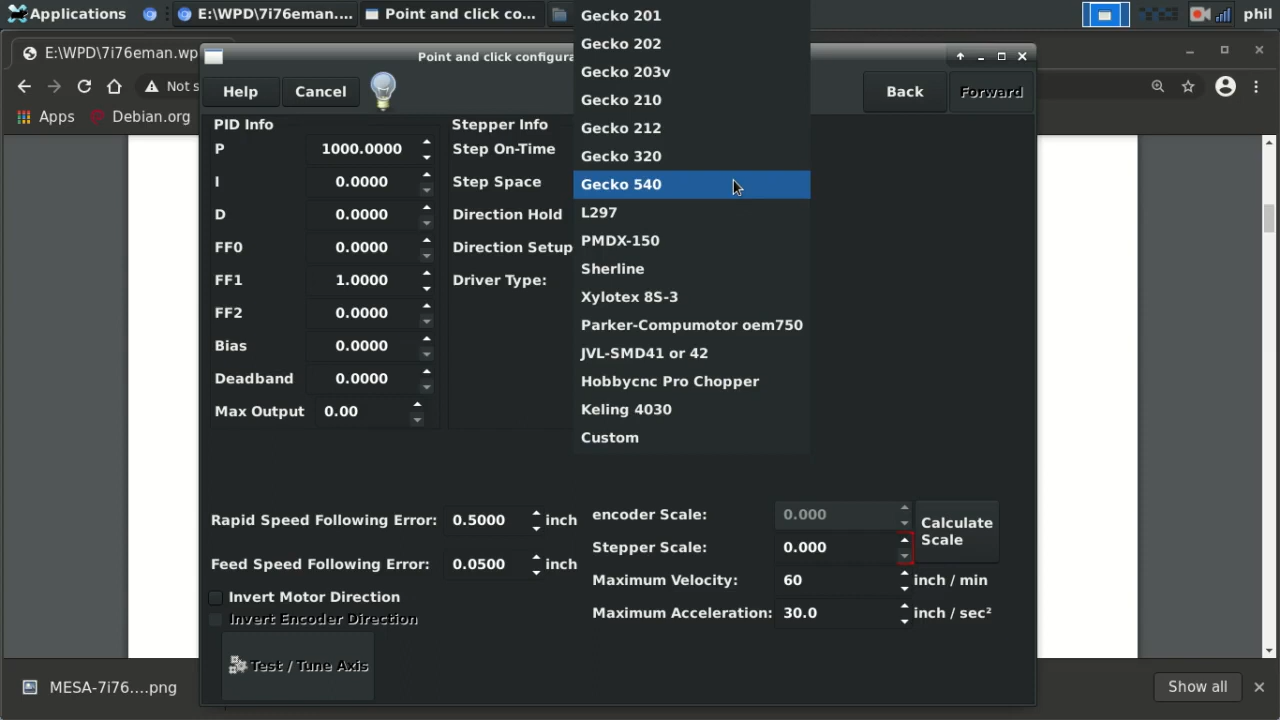 Applications
E:\WPD\7i76eman....
Point and click co...
phil
E:\WPD\7i76eman.wp
Not s
Apps
Debian.org
Point and click configura
Help
Cancel
Back
Forward
PID Info
P 1000.0000
I 0.0000
D 0.0000
FF0 0.0000
FF1 1.0000
FF2 0.0000
Bias 0.0000
Deadband 0.0000
Max Output 0.00
Stepper Info
Step On-Time
Step Space
Direction Hold
Direction Setup
Driver Type:
Gecko 201
Gecko 202
Gecko 203v
Gecko 210
Gecko 212
Gecko 320
Gecko 540
L297
PMDX-150
Sherline
Xylotex 8S-3
Parker-Compumotor oem750
JVL-SMD41 or 42
Hobbycnc Pro Chopper
Keling 4030
Custom
Rapid Speed Following Error: 0.5000 inch
Feed Speed Following Error: 0.0500 inch
Invert Motor Direction
Invert Encoder Direction
Test / Tune Axis
encoder Scale: 0.000
Stepper Scale: 0.000
Calculate
Scale
Maximum Velocity: 60 inch / min
Maximum Acceleration: 30.0 inch / sec²
MESA-7i76....png
Show all